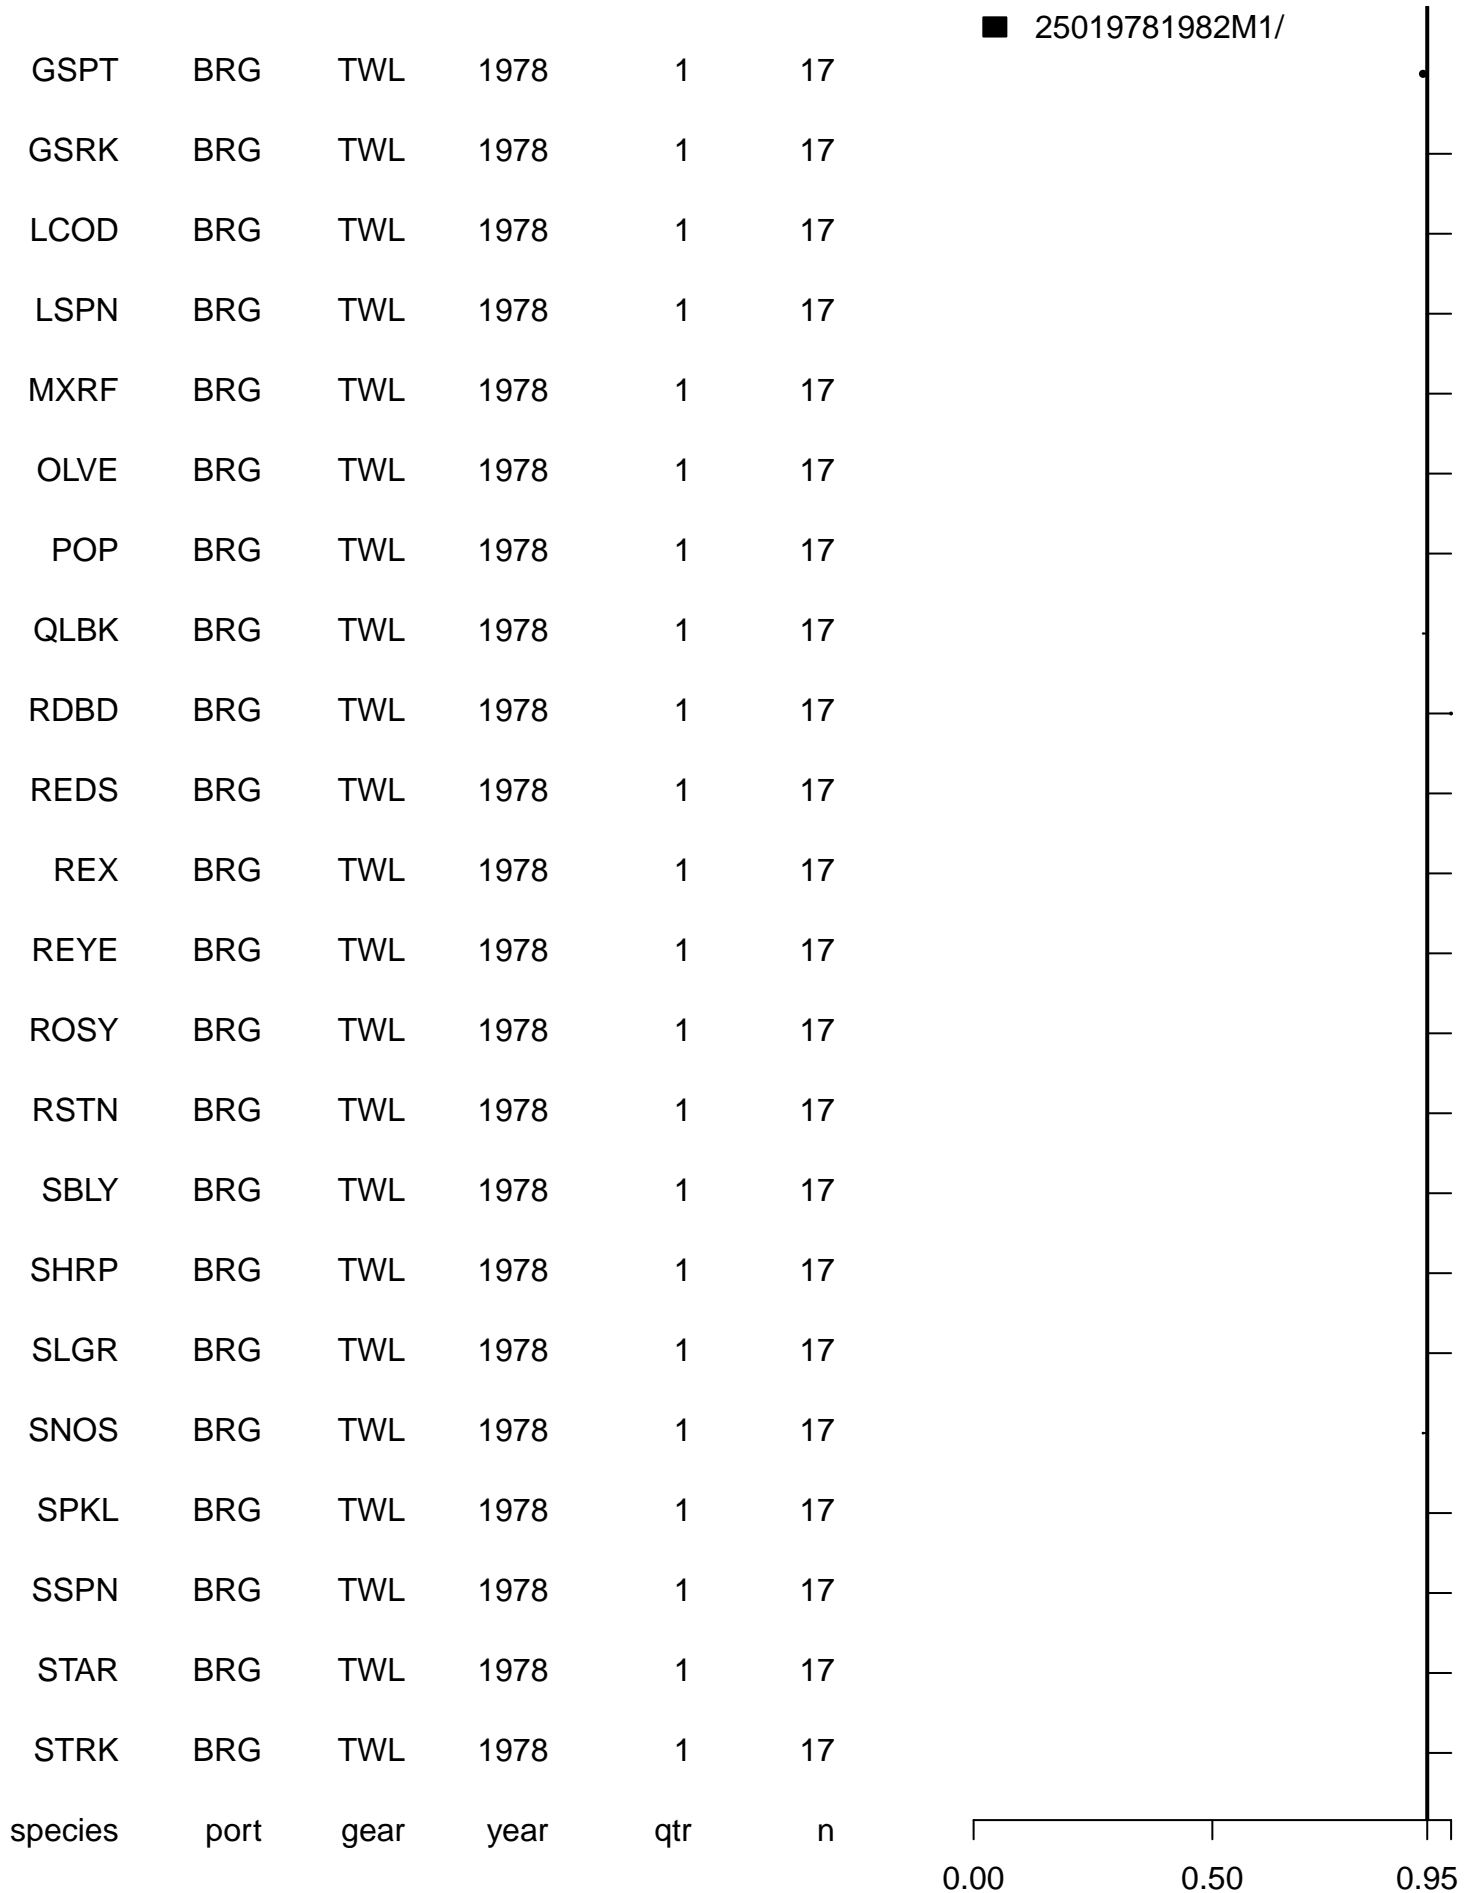 25019781982M1/
GSPT BRG TWL 1978 1 17
GSRK BRG TWL 1978 1 17
LCOD BRG TWL 1978 1 17
LSPN BRG TWL 1978 1 17
MXRF BRG TWL 1978 1 17
OLVE BRG TWL 1978 1 17
POP BRG TWL 1978 1 17
QLBK BRG TWL 1978 1 17
RDBD BRG TWL 1978 1 17
REDS BRG TWL 1978 1 17
REX BRG TWL 1978 1 17
REYE BRG TWL 1978 1 17
ROSY BRG TWL 1978 1 17
RSTN BRG TWL 1978 1 17
SBLY BRG TWL 1978 1 17
SHRP BRG TWL 1978 1 17
SLGR BRG TWL 1978 1 17
SNOS BRG TWL 1978 1 17
SPKL BRG TWL 1978 1 17
SSPN BRG TWL 1978 1 17
STAR BRG TWL 1978 1 17
STRK BRG TWL 1978 1 17
species port gear year qtr n
0.00 0.50 0.95